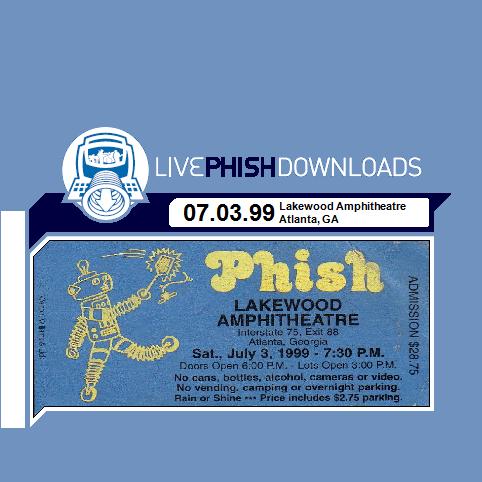 LIVEPHISHDOWNLOADS
07.03.99
Lakewood Amphitheatre
Atlanta, GA
Phish
LAKEWOOD
AMPHITHEATRE
Interstate 75, Exit 88
Atlanta, Georgia
Sat., July 3, 1999 - 7:30 P.M.
Doors Open 6:00 P.M. - Lots Open 3:00 P.M.
No cans, bottles, alcohol, cameras or video.
No vending, camping or overnight parking.
Rain or Shine *** Price includes $2.75 parking.
ADMISSION $28.75